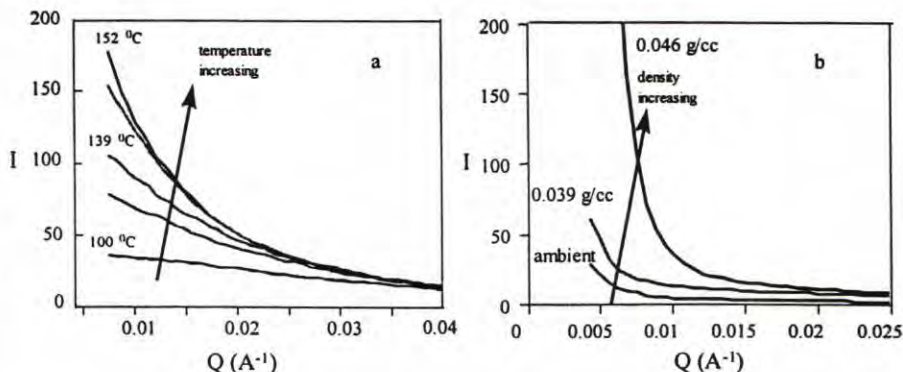 a
200
150
100
50
0
I
152 ⁰C
139 ⁰C
100 ⁰C
temperature
increasing
0.01
0.02
0.03
0.04
Q (A⁻¹)
b
200
150
100
50
0
I
0.046 g/cc
density
increasing
0.039 g/cc
ambient
0
0.005
0.01
0.015
0.02
0.025
Q (A⁻¹)